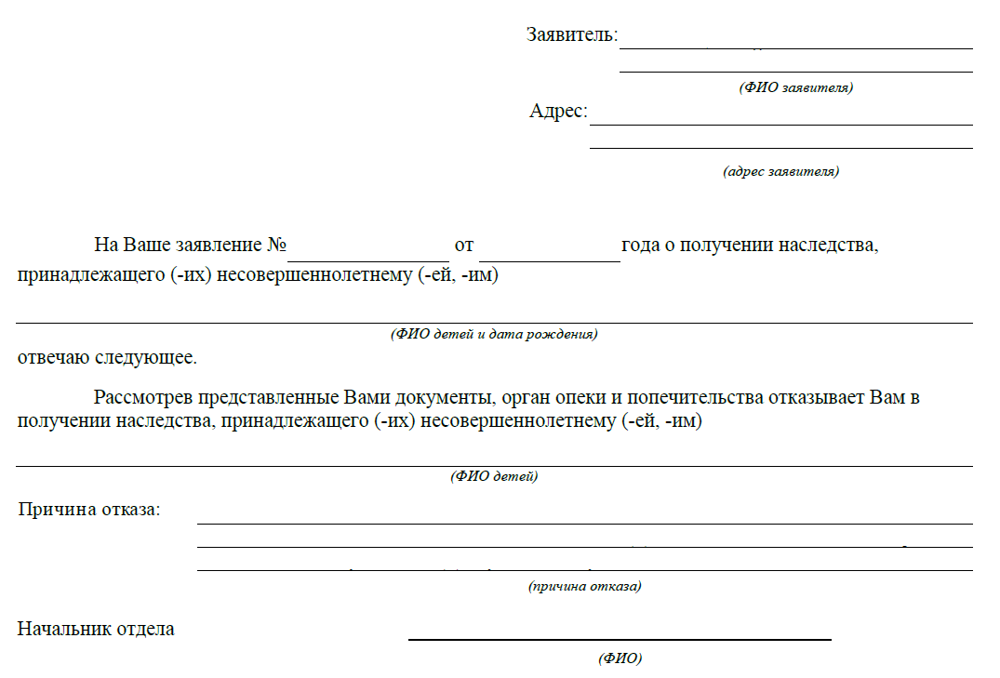 Заявитель:
(ФИО заявителя)
Адрес:
(адрес заявителя)
На Ваше заявление № от года о получении наследства,
принадлежащего (-их) несовершеннолетнему (-ей, -им)
(ФИО детей и дата рождения)
отвечаю следующее.
Рассмотрев представленные Вами документы, орган опеки и попечительства отказывает Вам в
получении наследства, принадлежащего (-их) несовершеннолетнему (-ей, -им)
(ФИО детей)
Причина отказа:
(причина отказа)
Начальник отдела
(ФИО)